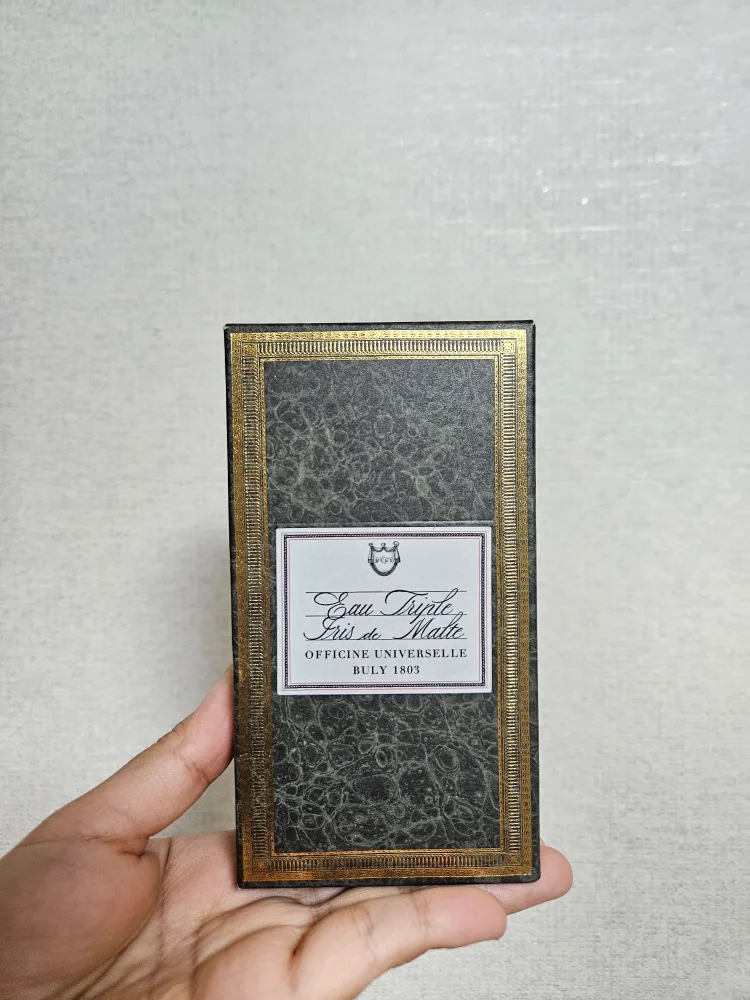 Eau Triple
Iris de Malte
OFFICINE UNIVERSELLE
BULY 1803